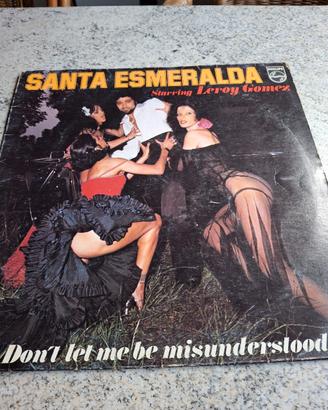 SANTA ESMERALDA
Starring Leroy Gomez
PHILIPS
Don't let me be misunderstood